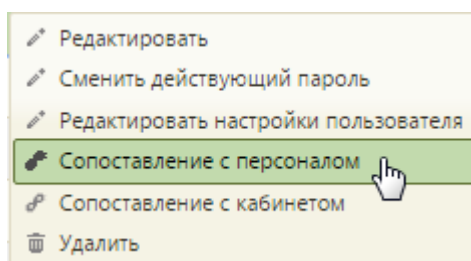 Редактировать
Сменить действующий пароль
Редактировать настройки пользователя
Сопоставление с персоналом
Сопоставление с кабинетом
Удалить